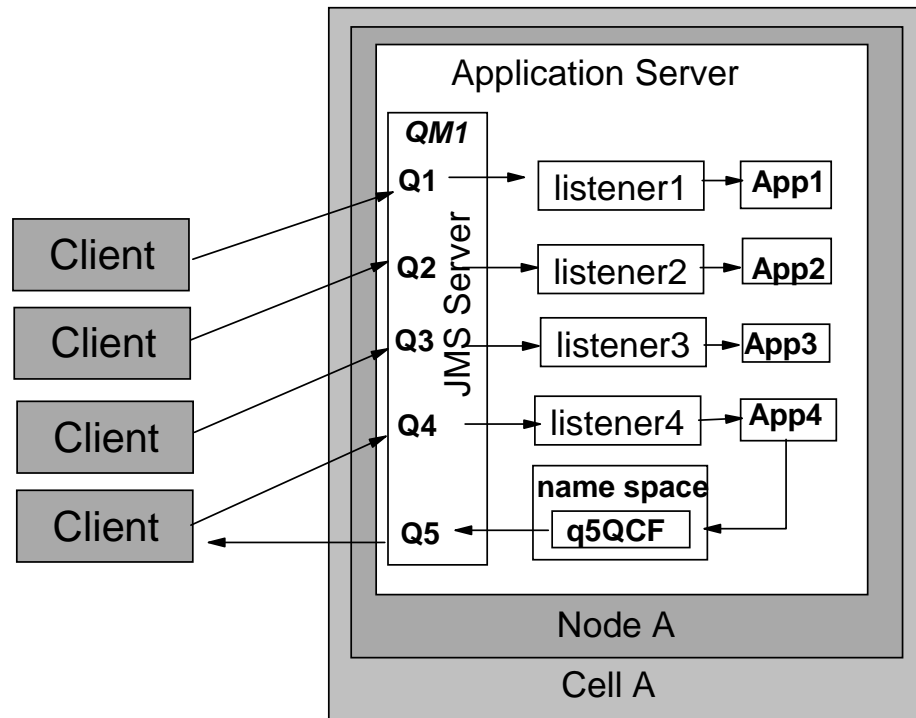 Application Server
QM1
Q1
listener1
App1
Client
Q2
listener2
App2
JMS Server
Client
Q3
listener3
App3
Client
Q4
listener4
App4
name space
Client
Q5
q5QCF
Node A
Cell A